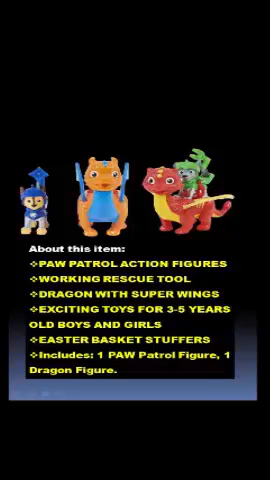 About this item:
❖PAW PATROL ACTION FIGURES
❖WORKING RESCUE TOOL
❖DRAGON WITH SUPER WINGS
❖EXCITING TOYS FOR 3-5 YEARS
OLD BOYS AND GIRLS
❖EASTER BASKET STUFFERS
❖Includes: 1 PAW Patrol Figure, 1
Dragon Figure.